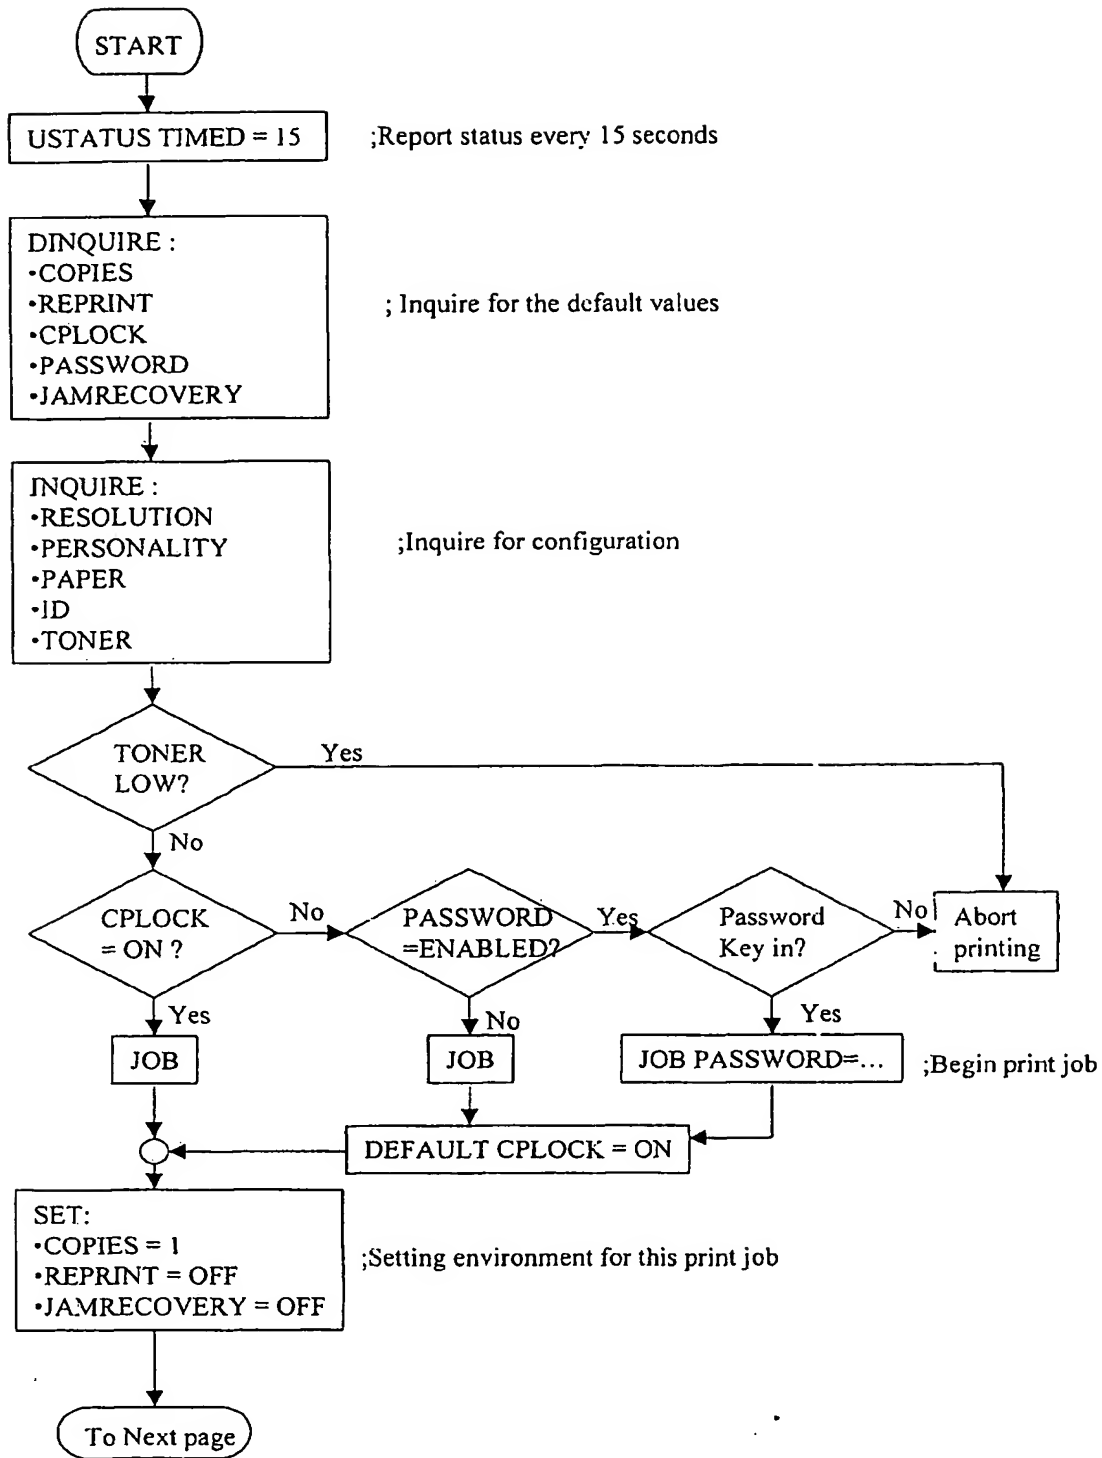 START
USTATUS TIMED = 15
;Report status every 15 seconds
DINQUIRE :
•COPIES
•REPRINT
•CPLOCK
•PASSWORD
•JAMRECOVERY
; Inquire for the default values
INQUIRE :
•RESOLUTION
•PERSONALITY
•PAPER
•ID
•TONER
;Inquire for configuration
TONER
LOW?
Yes
No
CPLOCK
= ON ?
No
PASSWORD
=ENABLED?
Yes
Password
Key in?
No
Abort
printing
Yes
No
Yes
JOB
JOB
JOB PASSWORD=...
;Begin print job
DEFAULT CPLOCK = ON
SET:
•COPIES = 1
•REPRINT = OFF
•JAMRECOVERY = OFF
;Setting environment for this print job
To Next page